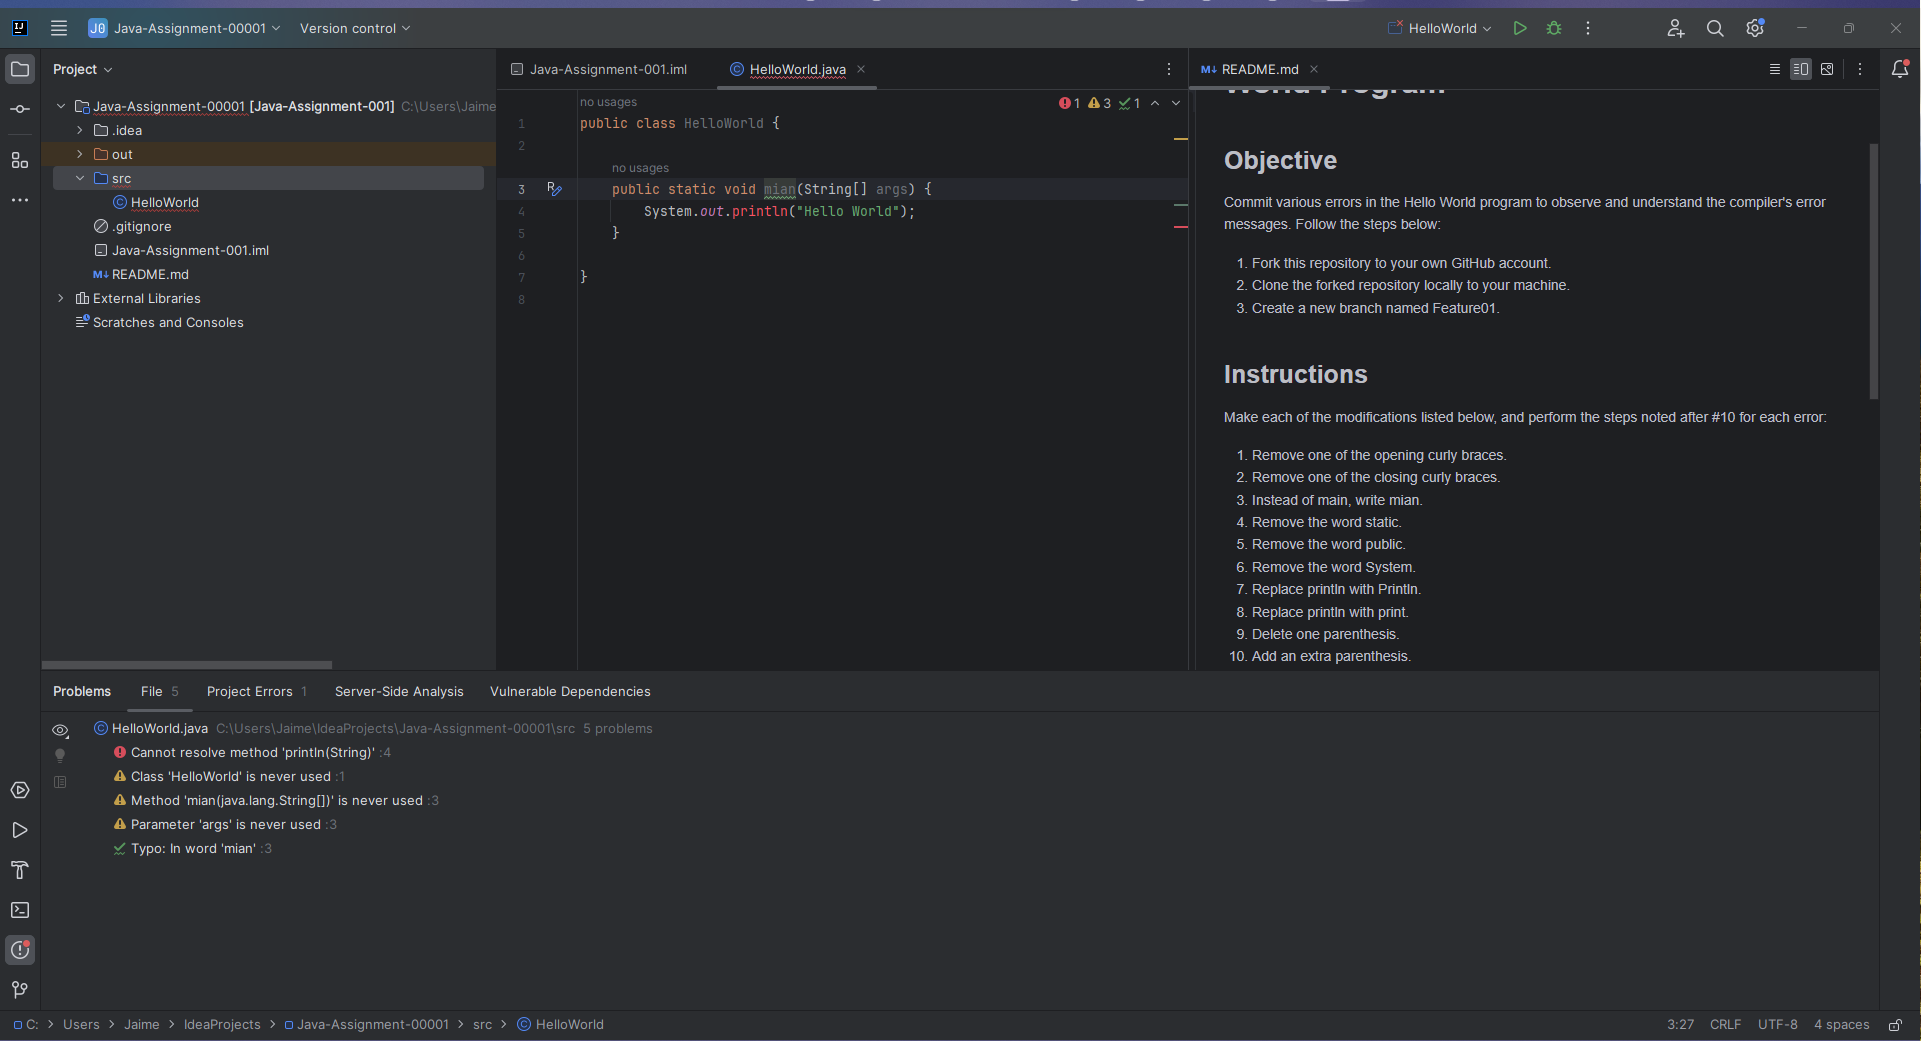 J0 Java-Assignment-00001 Version control HelloWorld
Project
Java-Assignment-00001 [Java-Assignment-001] C:\Users\Jaime
.idea
out
src
HelloWorld
.gitignore
Java-Assignment-001.iml
M↓ README.md
External Libraries
Scratches and Consoles
Java-Assignment-001.iml HelloWorld.java
no usages 1 3 1
1 public class HelloWorld {
2
no usages
3 public static void mian(String[] args) {
4 System.out.println("Hello World");
5 }
6
7 }
8
M↓ README.md
World Program
Objective
Commit various errors in the Hello World program to observe and understand the compiler's error
messages. Follow the steps below:
1. Fork this repository to your own GitHub account.
2. Clone the forked repository locally to your machine.
3. Create a new branch named Feature01.
Instructions
Make each of the modifications listed below, and perform the steps noted after #10 for each error:
1. Remove one of the opening curly braces.
2. Remove one of the closing curly braces.
3. Instead of main, write mian.
4. Remove the word static.
5. Remove the word public.
6. Remove the word System.
7. Replace println with Println.
8. Replace println with print.
9. Delete one parenthesis.
10. Add an extra parenthesis.
Problems File 5 Project Errors 1 Server-Side Analysis Vulnerable Dependencies
HelloWorld.java C:\Users\Jaime\IdeaProjects\Java-Assignment-00001\src 5 problems
Cannot resolve method 'println(String)' :4
Class 'HelloWorld' is never used :1
Method 'mian(java.lang.String[])' is never used :3
Parameter 'args' is never used :3
Typo: In word 'mian' :3
C: > Users > Jaime > IdeaProjects > Java-Assignment-00001 > src > HelloWorld
3:27 CRLF UTF-8 4 spaces